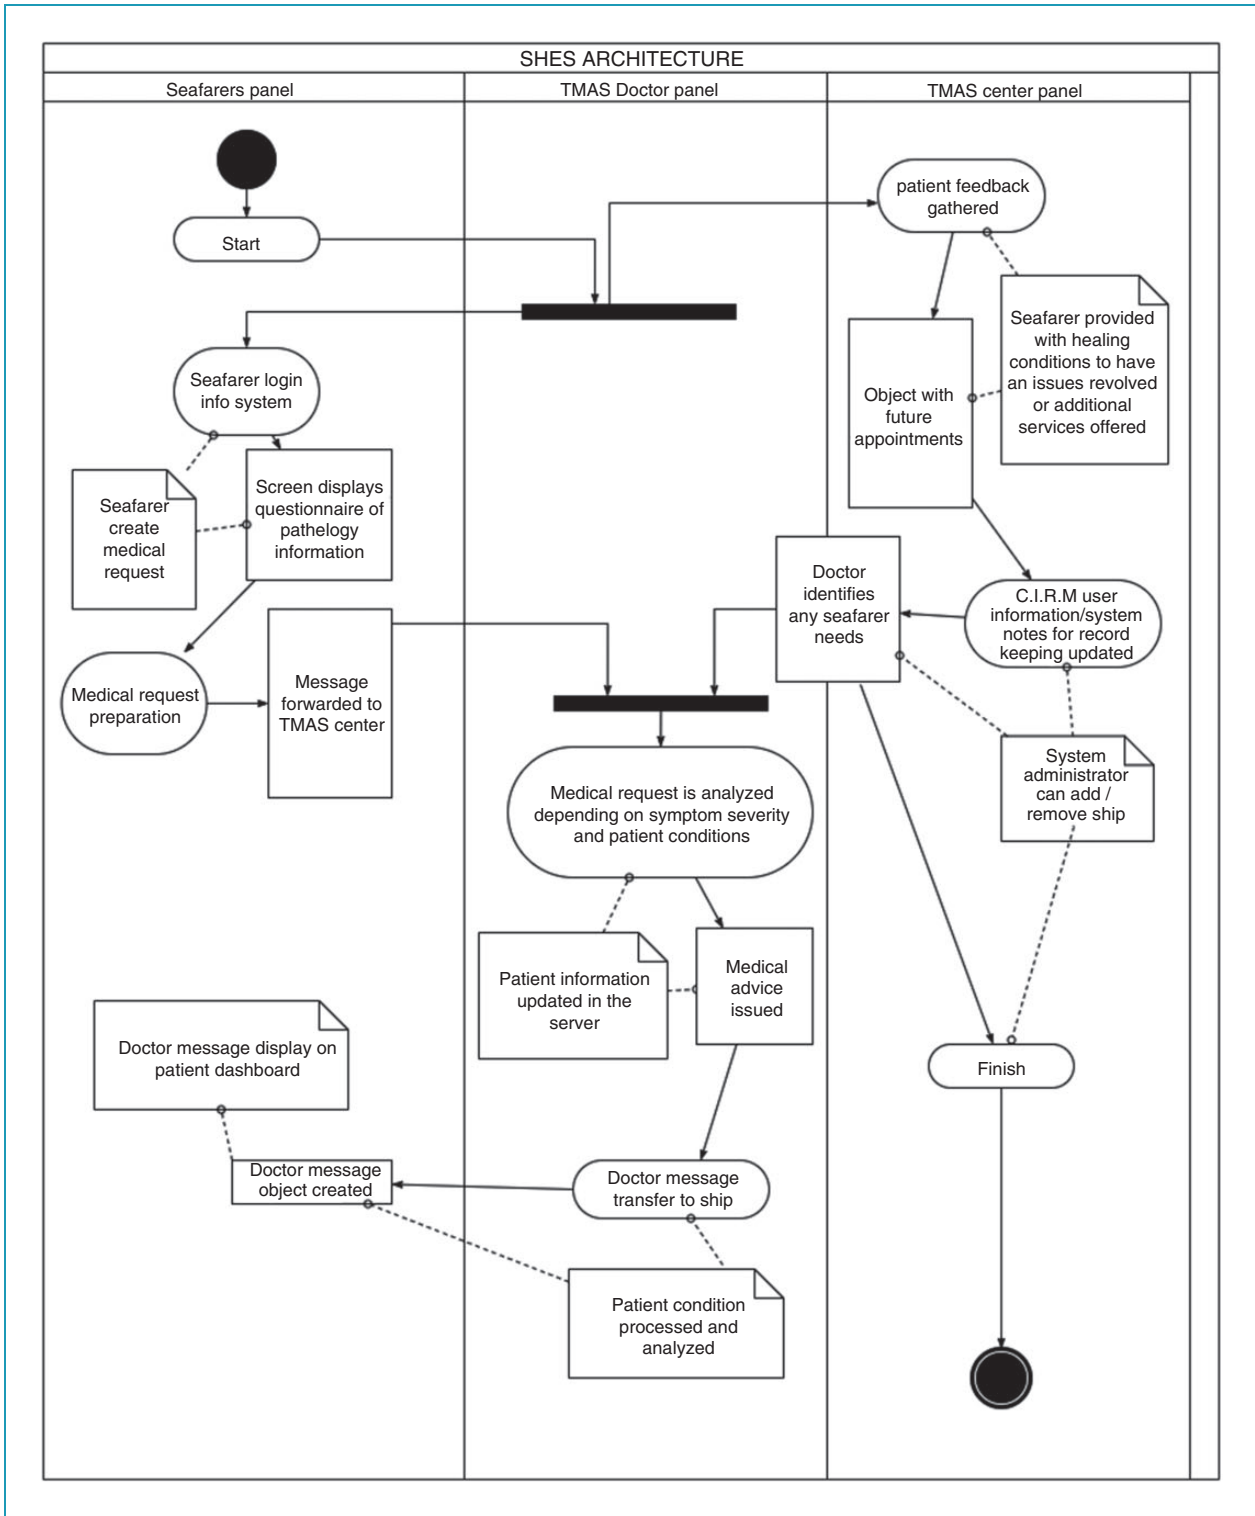 SHES ARCHITECTURE
Seafarers panel
TMAS Doctor panel
TMAS center panel
Start
patient feedback
gathered
Seafarer provided
with healing
conditions to have
an issues revolved
or additional
services offered
Object with
future
appointments
Seafarer login
info system
Seafarer
create
medical
request
Screen displays
questionnaire of
pathelogy
information
Doctor
identifies
any seafarer
needs
C.I.R.M user
information/system
notes for record
keeping updated
Medical request
preparation
Message
forwarded to
TMAS center
System
administrator
can add /
remove ship
Medical request is analyzed
depending on symptom severity
and patient conditions
Patient information
updated in the
server
Medical
advice
issued
Doctor message display on
patient dashboard
Finish
Doctor message
object created
Doctor message
transfer to ship
Patient condition
processed and
analyzed